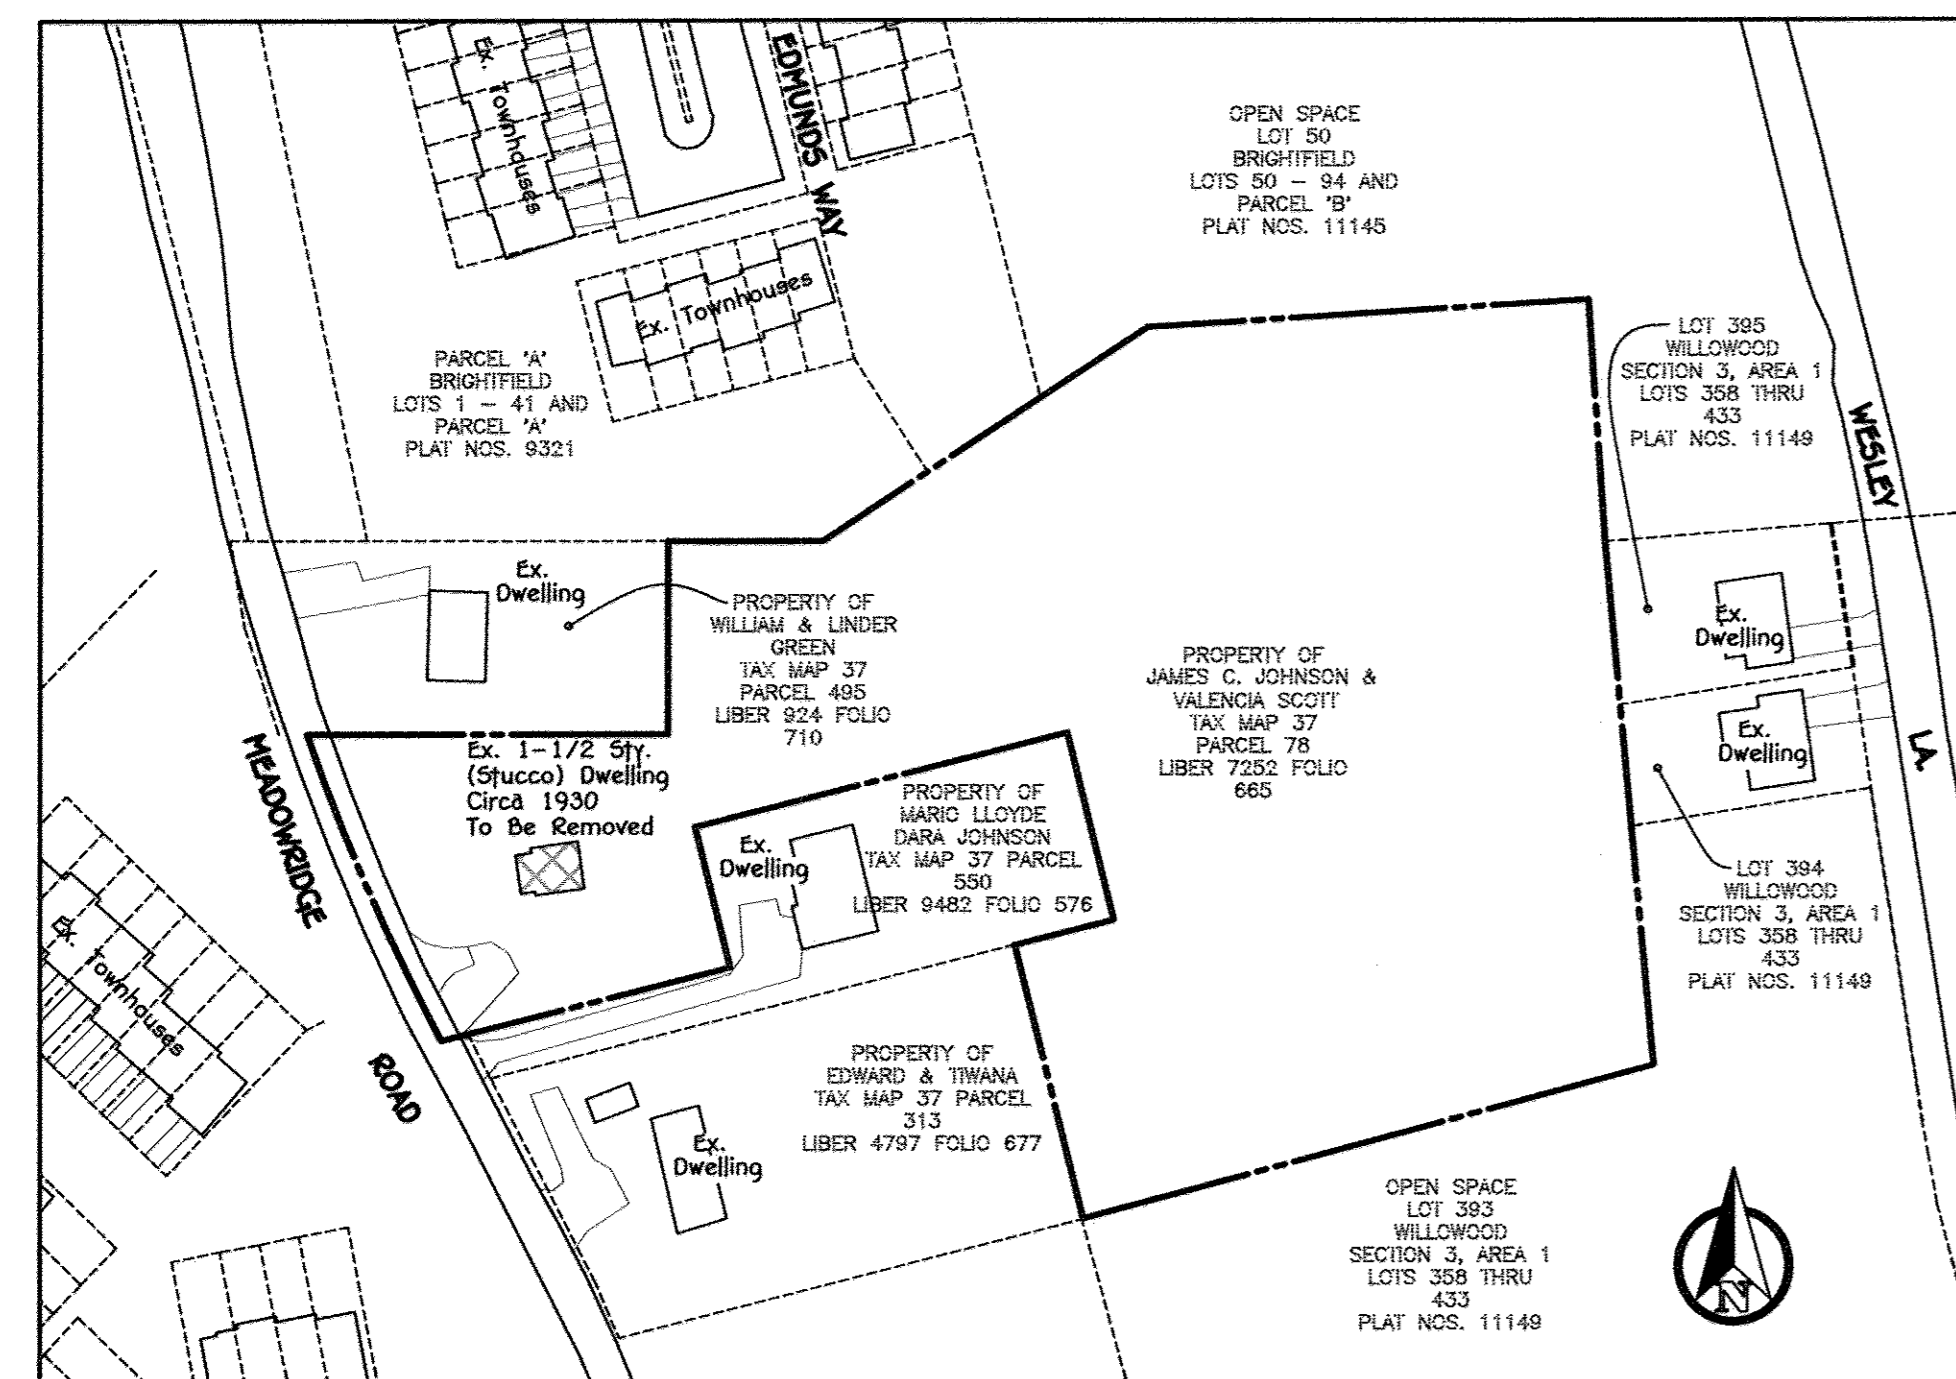 Ex. Townhouses
EDMUNDS WAY
OPEN SPACE
LOT 50
BRIGHTFIELD
LOTS 50 – 94 AND
PARCEL 'B'
PLAT NOS. 11145
Ex. Townhouses
PARCEL 'A'
BRIGHTFIELD
LOTS 1 – 41 AND
PARCEL 'A'
PLAT NOS. 9321
LOT 395
WILLOWOOD
SECTION 3, AREA 1
LOTS 358 THRU
433
PLAT NOS. 11149
WESLEY LA.
Ex.
Dwelling
PROPERTY OF
WILLIAM & LINDER
GREEN
TAX MAP 37
PARCEL 495
LIBER 924 FOLIO
710
PROPERTY OF
JAMES C. JOHNSON &
VALENCIA SCOTT
TAX MAP 37
PARCEL 78
LIBER 7252 FOLIO
665
Ex.
Dwelling
Ex.
Dwelling
MEADOWRIDGE ROAD
Ex. 1-1/2 Sty.
(Stucco) Dwelling
Circa 1930
To Be Removed
Ex.
Dwelling
PROPERTY OF
MARIO LLOYDE
DARA JOHNSON
TAX MAP 37 PARCEL
550
LIBER 9482 FOLIO 576
LOT 394
WILLOWOOD
SECTION 3, AREA 1
LOTS 358 THRU
433
PLAT NOS. 11149
Ex. Townhouses
PROPERTY OF
EDWARD & TIWANA
TAX MAP 37 PARCEL
313
LIBER 4797 FOLIO 677
Ex.
Dwelling
OPEN SPACE
LOT 393
WILLOWOOD
SECTION 3, AREA 1
LOTS 358 THRU
433
PLAT NOS. 11149
N